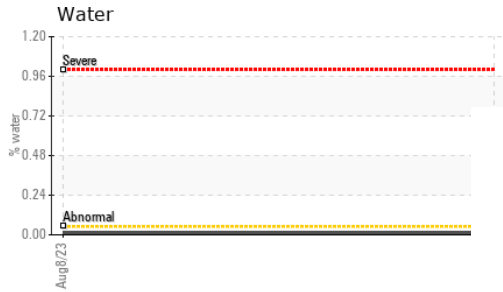 Water
1.20
Severe
0.96
0.72
% water
0.48
0.24
Abnormal
0.00
Aug8/23